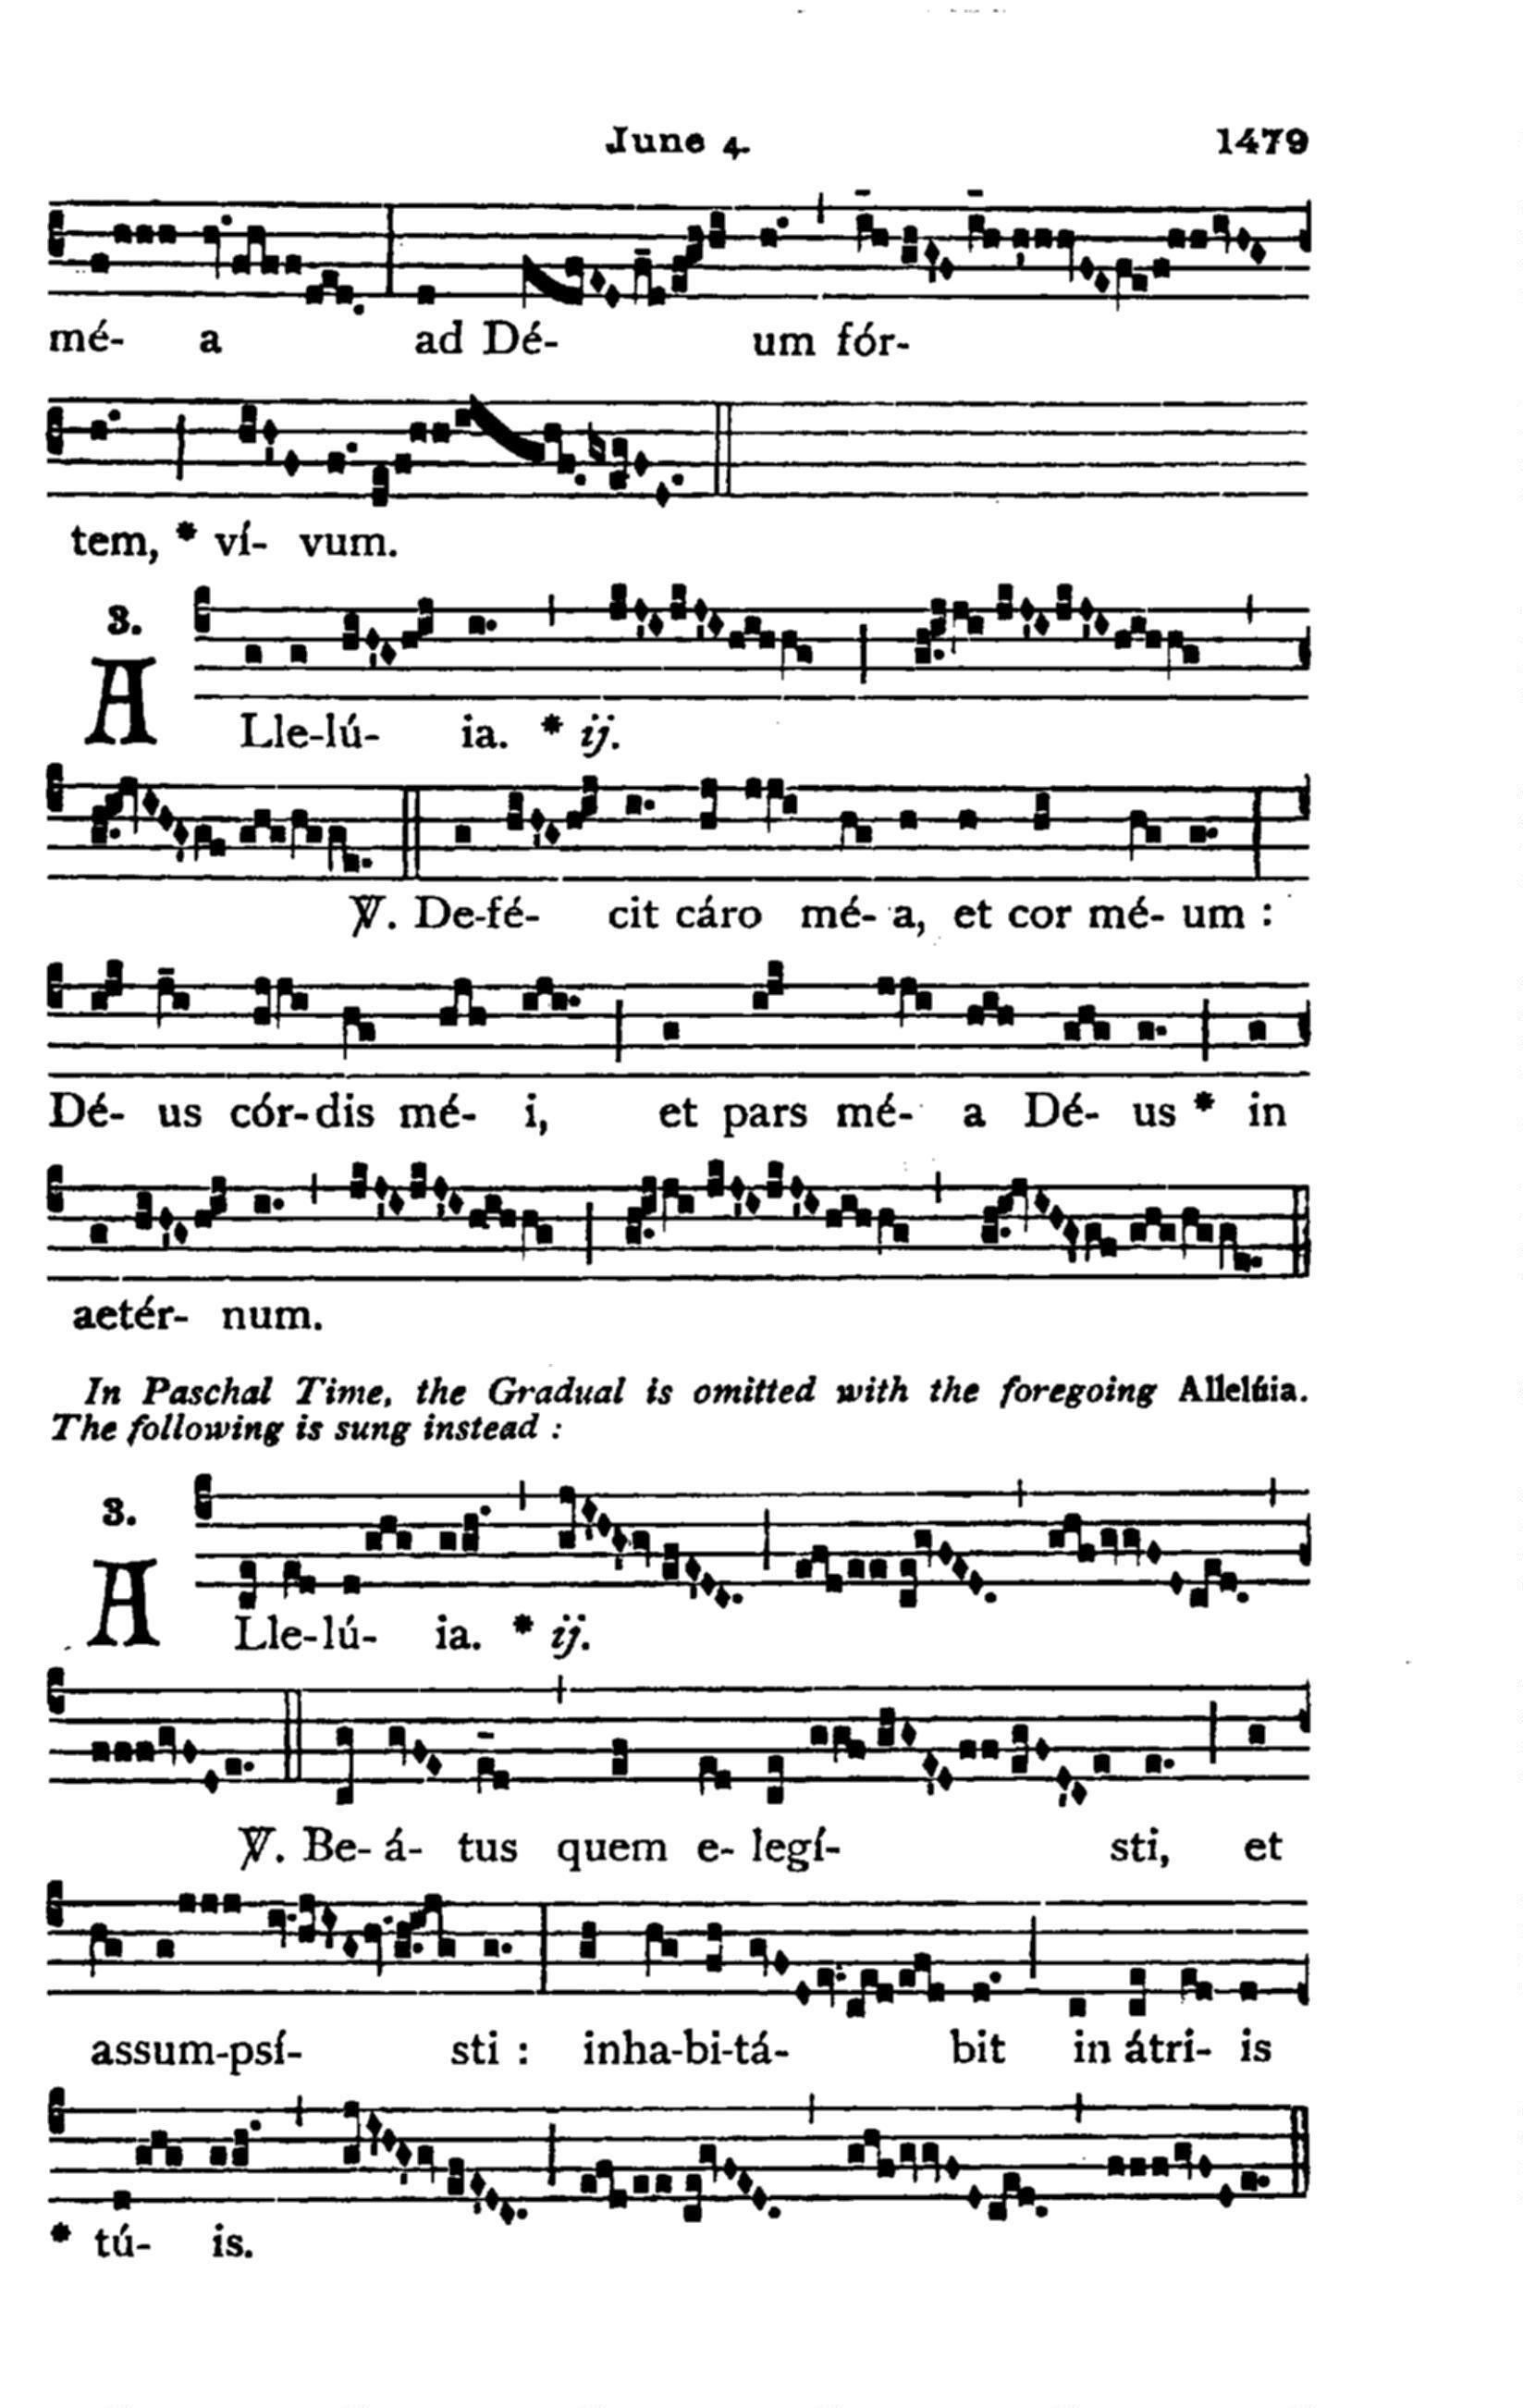 June 4. 1479
mé- a ad Dé- um fór-
tem, * ví- vum.
3.
A Lle-lú- ia. * ij.
℣. De-fé- cit cáro mé- a, et cor mé- um :
Dé- us cór-dis mé- i, et pars mé- a Dé- us * in
aetér- num.
In Paschal Time, the Gradual is omitted with the foregoing Allelúia.
The following is sung instead :
3.
A Lle-lú- ia. * ij.
℣. Be- á- tus quem e- legí- sti, et
assum-psí- sti : inha-bi-tá- bit in átri- is
* tú- is.